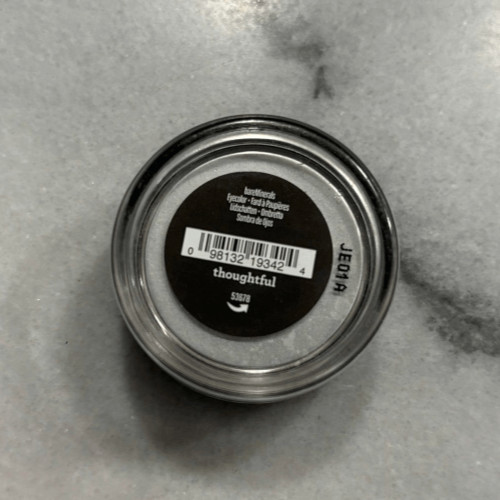 bareMinerals
Eyecolor - Fard à Paupières
Lidschatten - Ombretto
Sombra de Ojos
0 98132 19342 4
thoughtful
53678
JE01A